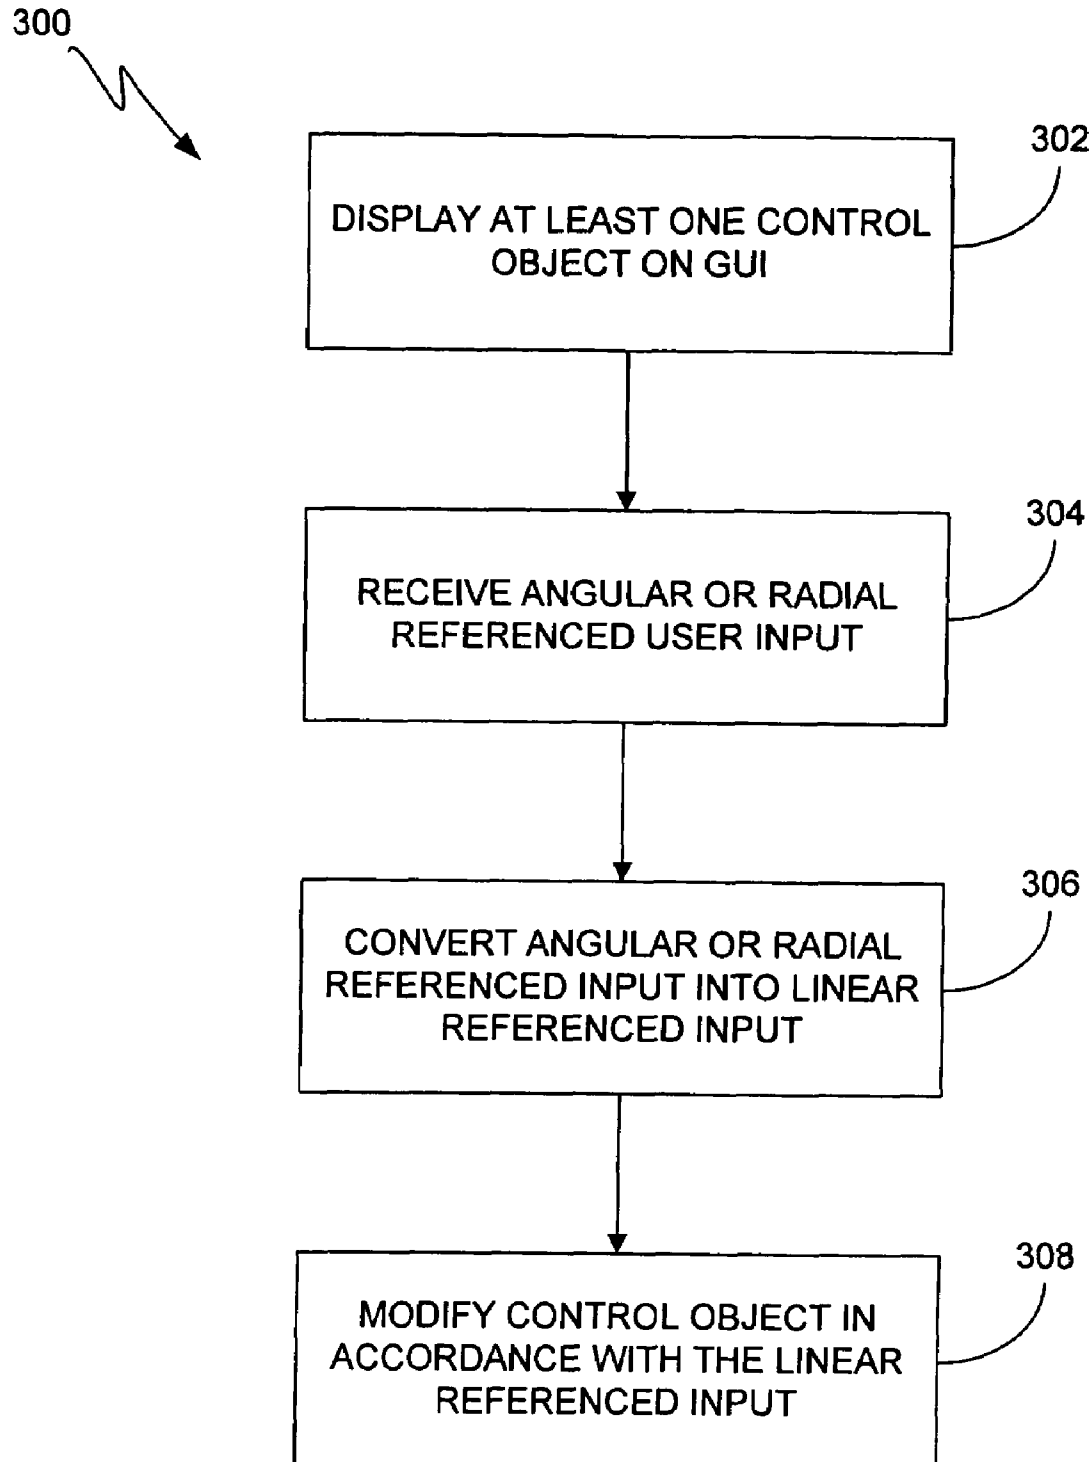 300
302
DISPLAY AT LEAST ONE CONTROL
OBJECT ON GUI
304
RECEIVE ANGULAR OR RADIAL
REFERENCED USER INPUT
306
CONVERT ANGULAR OR RADIAL
REFERENCED INPUT INTO LINEAR
REFERENCED INPUT
308
MODIFY CONTROL OBJECT IN
ACCORDANCE WITH THE LINEAR
REFERENCED INPUT